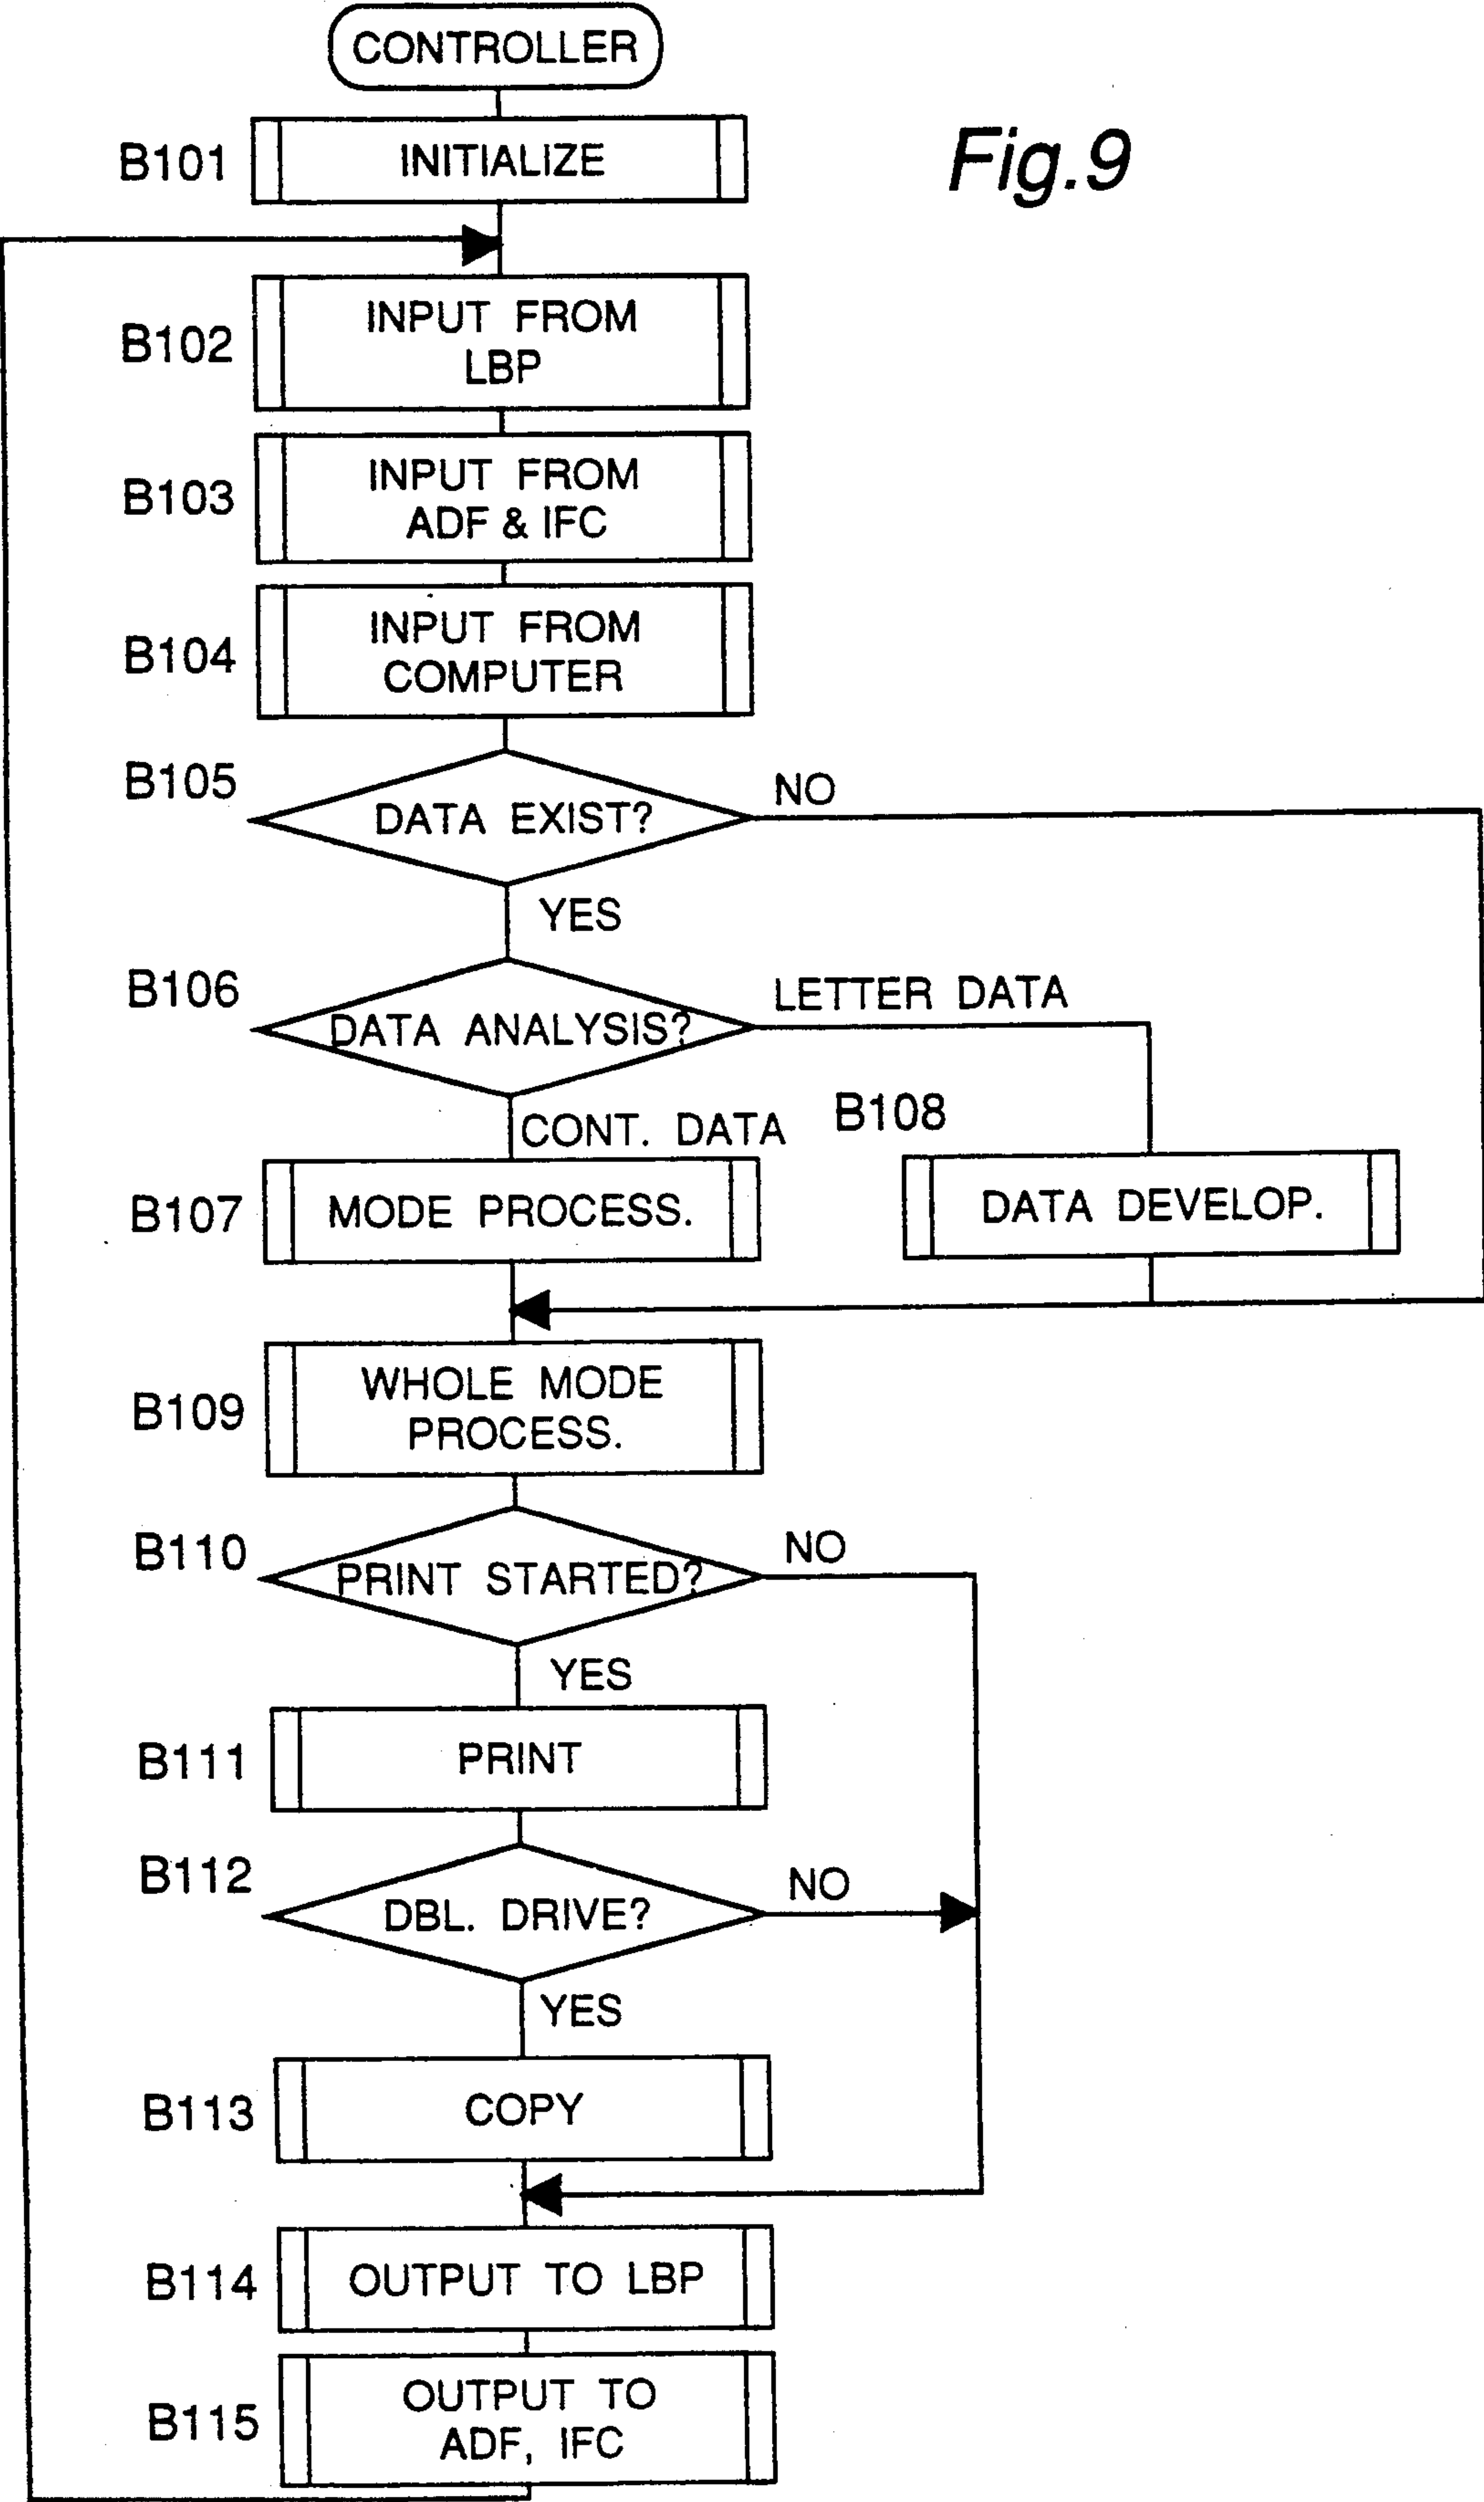 CONTROLLER
Fig.9
B101
INITIALIZE
B102
INPUT FROM
LBP
B103
INPUT FROM
ADF & IFC
B104
INPUT FROM
COMPUTER
B105
DATA EXIST?
NO
YES
B106
DATA ANALYSIS?
LETTER DATA
CONT. DATA
B108
B107
MODE PROCESS.
DATA DEVELOP.
B109
WHOLE MODE
PROCESS.
B110
PRINT STARTED?
NO
YES
B111
PRINT
B112
DBL. DRIVE?
NO
YES
B113
COPY
B114
OUTPUT TO LBP
B115
OUTPUT TO
ADF, IFC